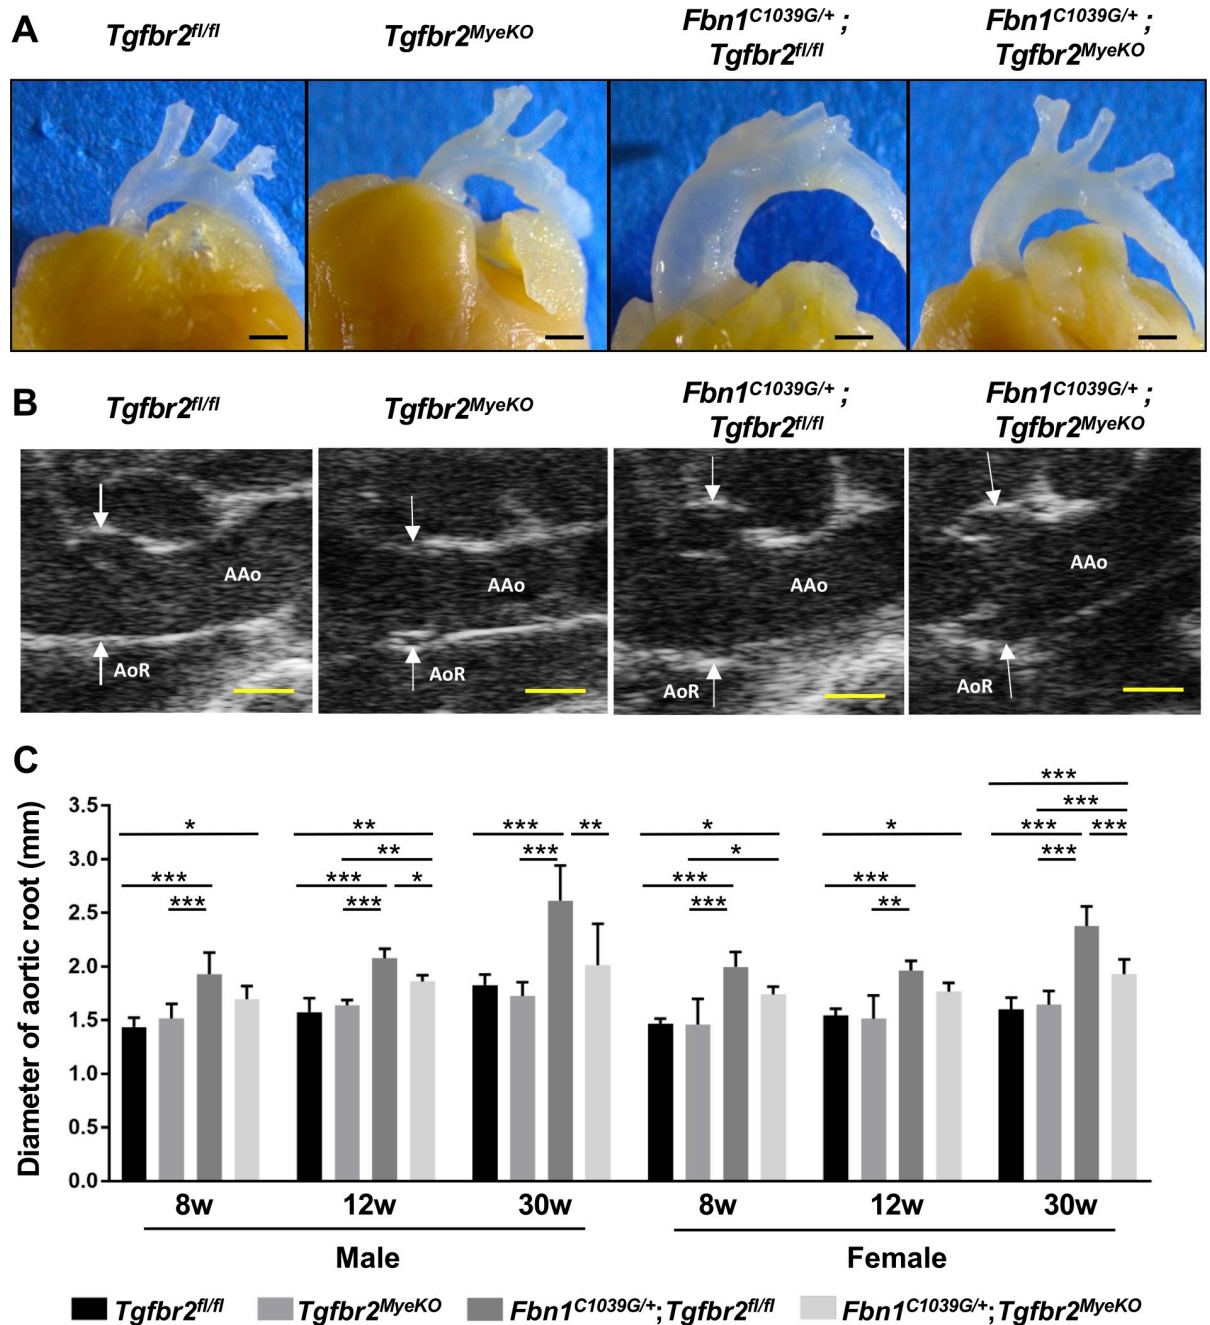 A
Tgfbr2fl/fl
Tgfbr2MyeKO
Fbn1C1039G/+ ;
Tgfbr2fl/fl
Fbn1C1039G/+ ;
Tgfbr2MyeKO
B
Tgfbr2fl/fl
Tgfbr2MyeKO
Fbn1C1039G/+ ;
Tgfbr2fl/fl
Fbn1C1039G/+ ;
Tgfbr2MyeKO
AAo
AoR
AAo
AoR
AAo
AoR
AAo
AoR
C
Diameter of aortic root (mm)
3.5
3.0
2.5
2.0
1.5
1.0
0.5
0.0
*
***
***
**
**
*** *
***
*** **
***
*
*
***
***
*
***
**
***
***
*** ***
***
8w 12w 30w 8w 12w 30w
Male Female
Tgfbr2fl/fl Tgfbr2MyeKO Fbn1C1039G/+;Tgfbr2fl/fl Fbn1C1039G/+;Tgfbr2MyeKO